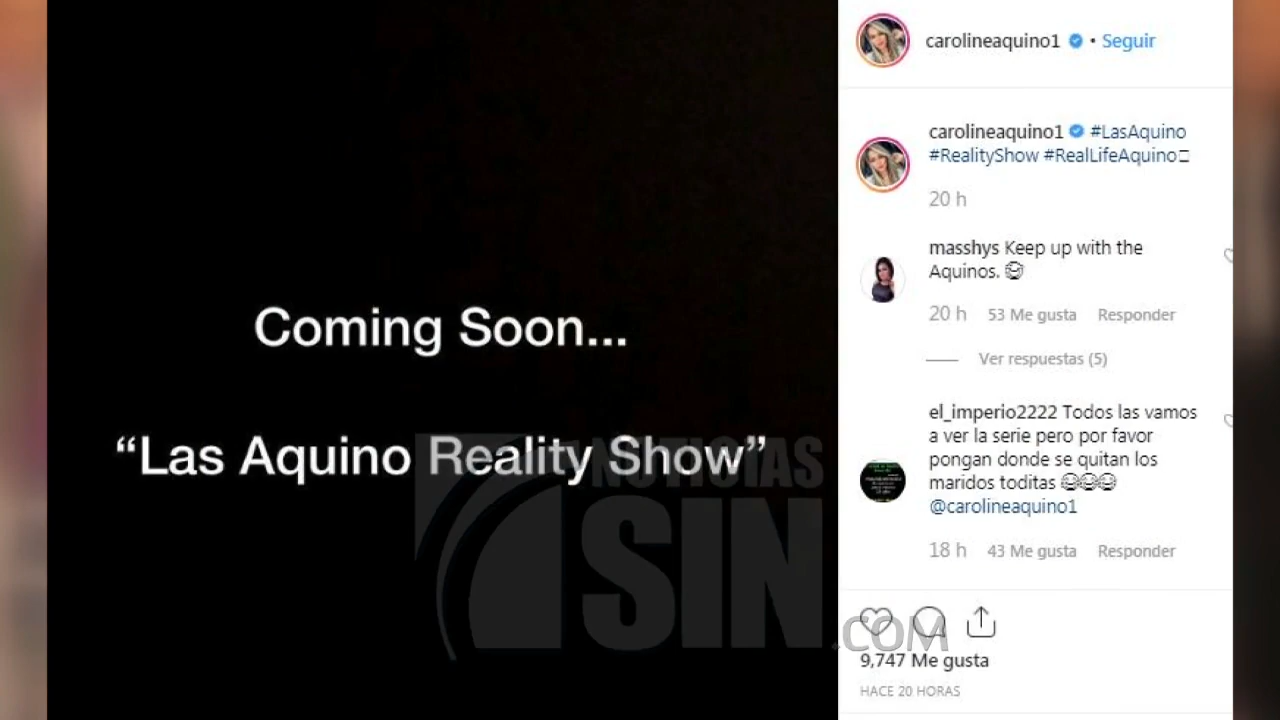 Coming Soon...
“Las Aquino Reality Show”
NOTICIAS
SIN
.COM
carolineaquino1 • Seguir
carolineaquino1 #LasAquino
#RealityShow #RealLifeAquino
20 h
masshys Keep up with the
Aquinos.
20 h 53 Me gusta Responder
Ver respuestas (5)
el_imperio2222 Todos las vamos
a ver la serie pero por favor
pongan donde se quitan los
maridos toditas
@carolineaquino1
18 h 43 Me gusta Responder
9,747 Me gusta
HACE 20 HORAS